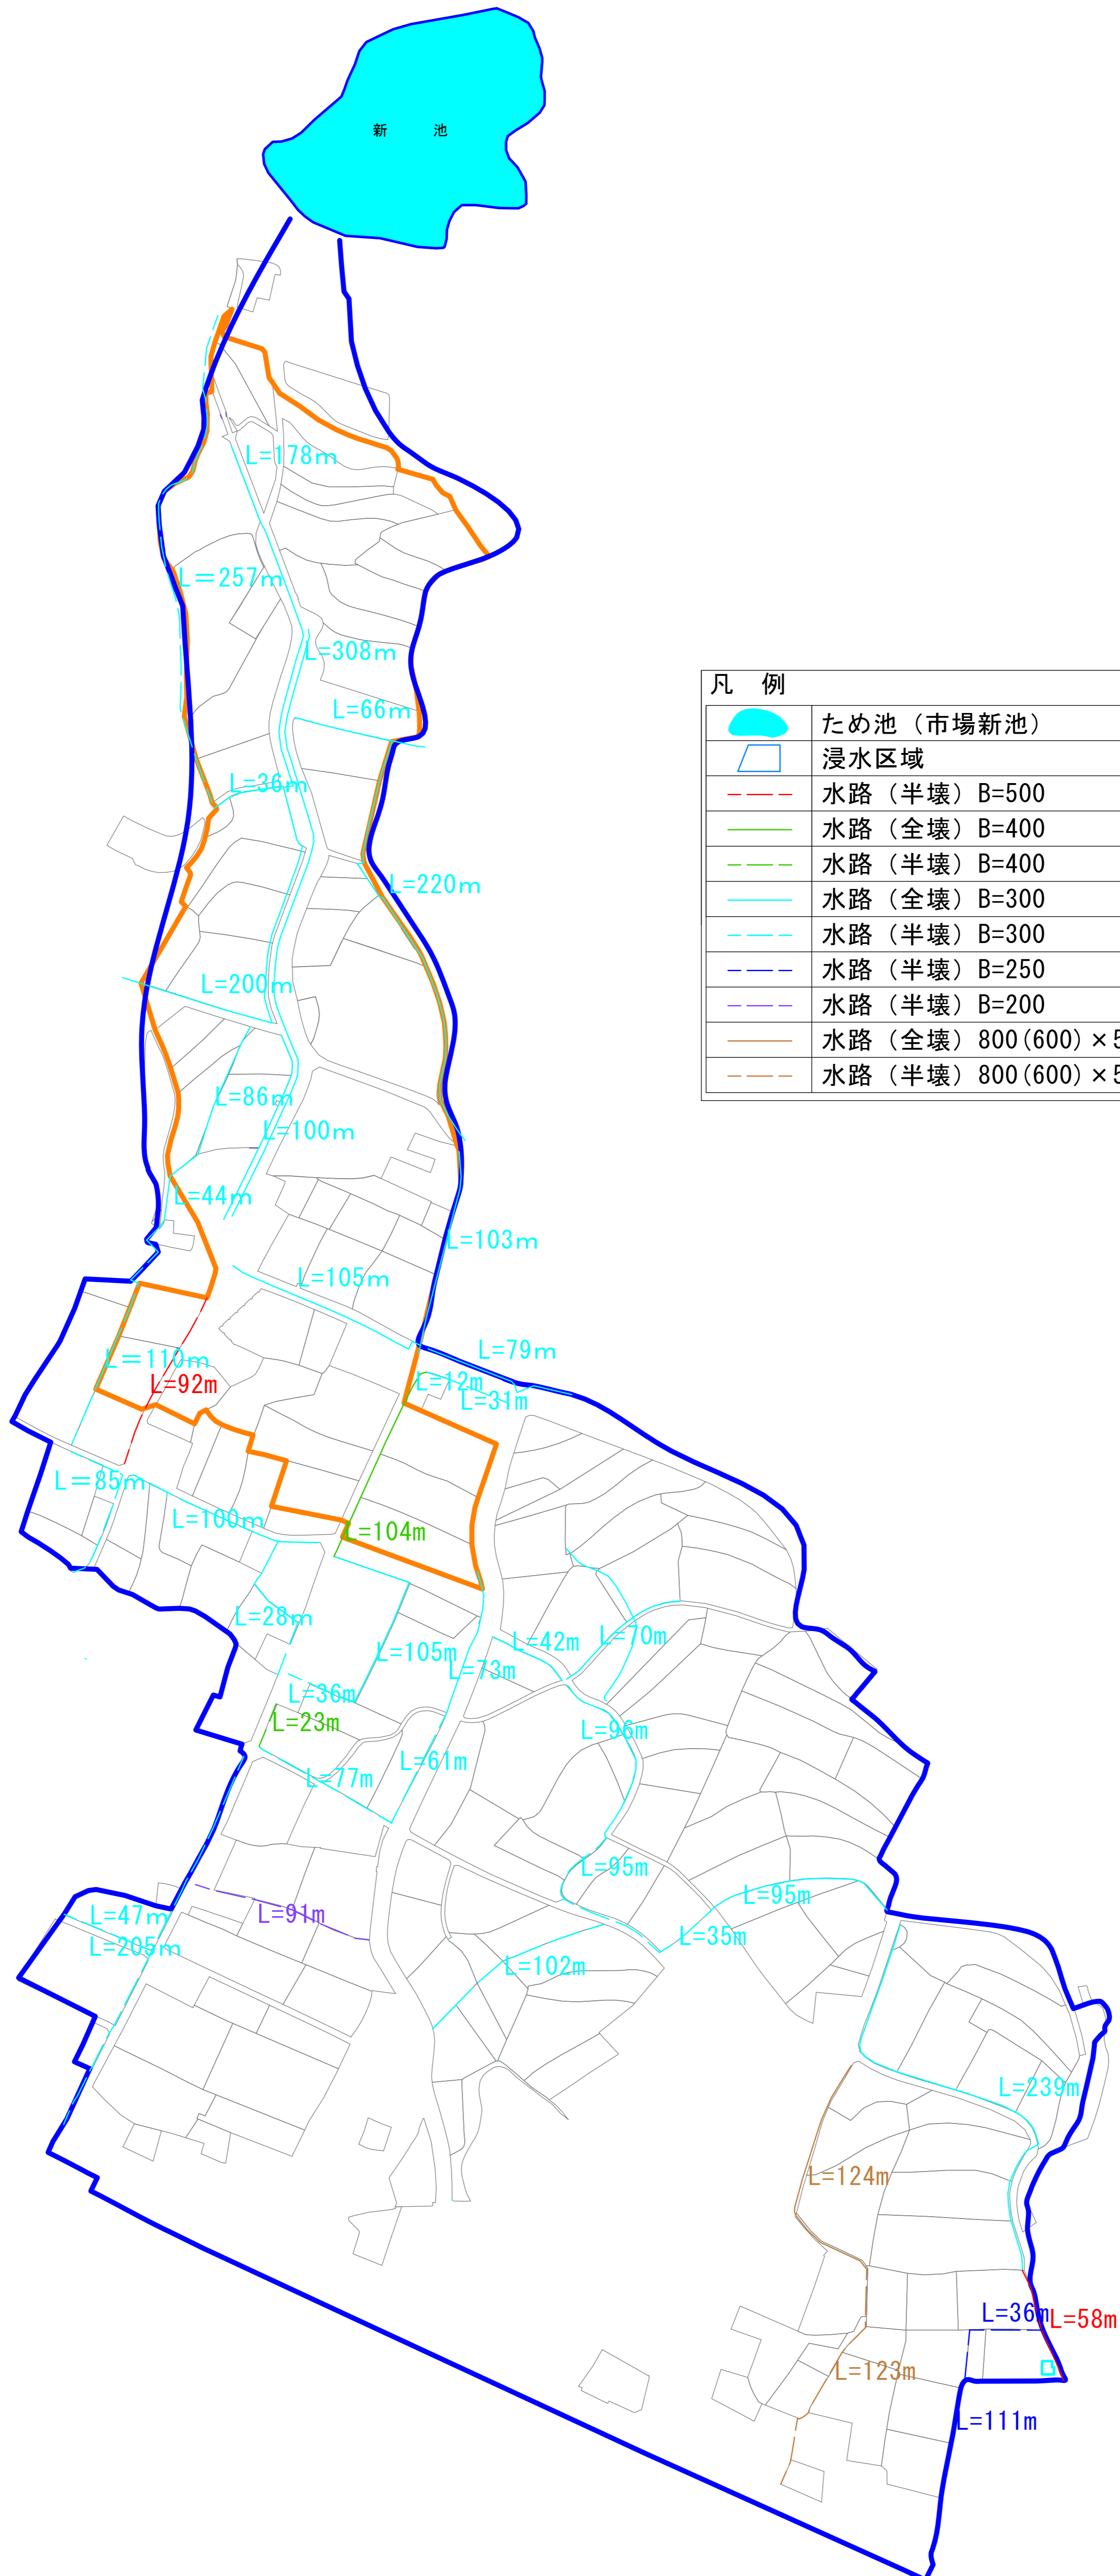 新 池
L=178m
L=257m
L=308m
L=66m
凡 例
ため池（市場新池）
浸水区域
水路（半壊）B=500
水路（全壊）B=400
水路（半壊）B=400
水路（全壊）B=300
水路（半壊）B=300
水路（半壊）B=250
水路（半壊）B=200
水路（全壊）800(600)×5
水路（半壊）800(600)×5
L=36m
L=220m
L=200m
L=86m
L=100m
L=44m
L=103m
L=105m
L=79m
L=110m
L=12m
L=92m
L=31m
L=85m
L=100m
L=104m
L=28m
L=42m
L=70m
L=105m
L=73m
L=36m
L=23m
L=96m
L=61m
L=77m
L=95m
L=95m
L=47m
L=91m
L=35m
L=205m
L=102m
L=239m
L=124m
L=36m
L=58m
L=123m
L=111m